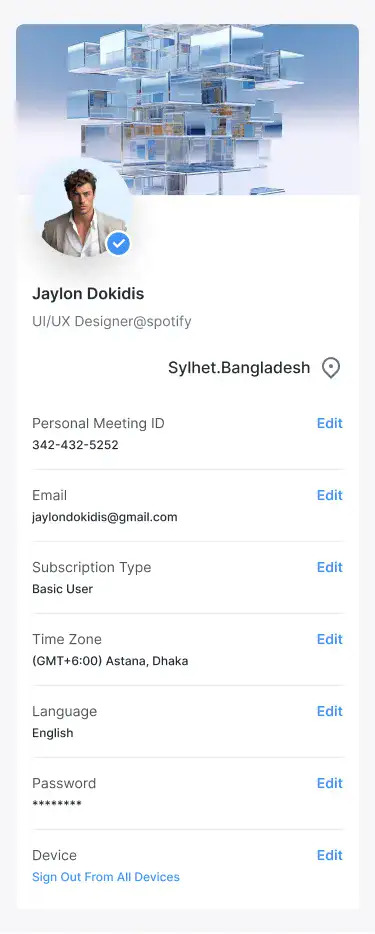 Jaylon Dokidis
UI/UX Designer@spotify
Sylhet.Bangladesh
Personal Meeting ID Edit
342-432-5252
Email Edit
jaylondokidis@gmail.com
Subscription Type Edit
Basic User
Time Zone Edit
(GMT+6:00) Astana, Dhaka
Language Edit
English
Password Edit
********
Device Edit
Sign Out From All Devices